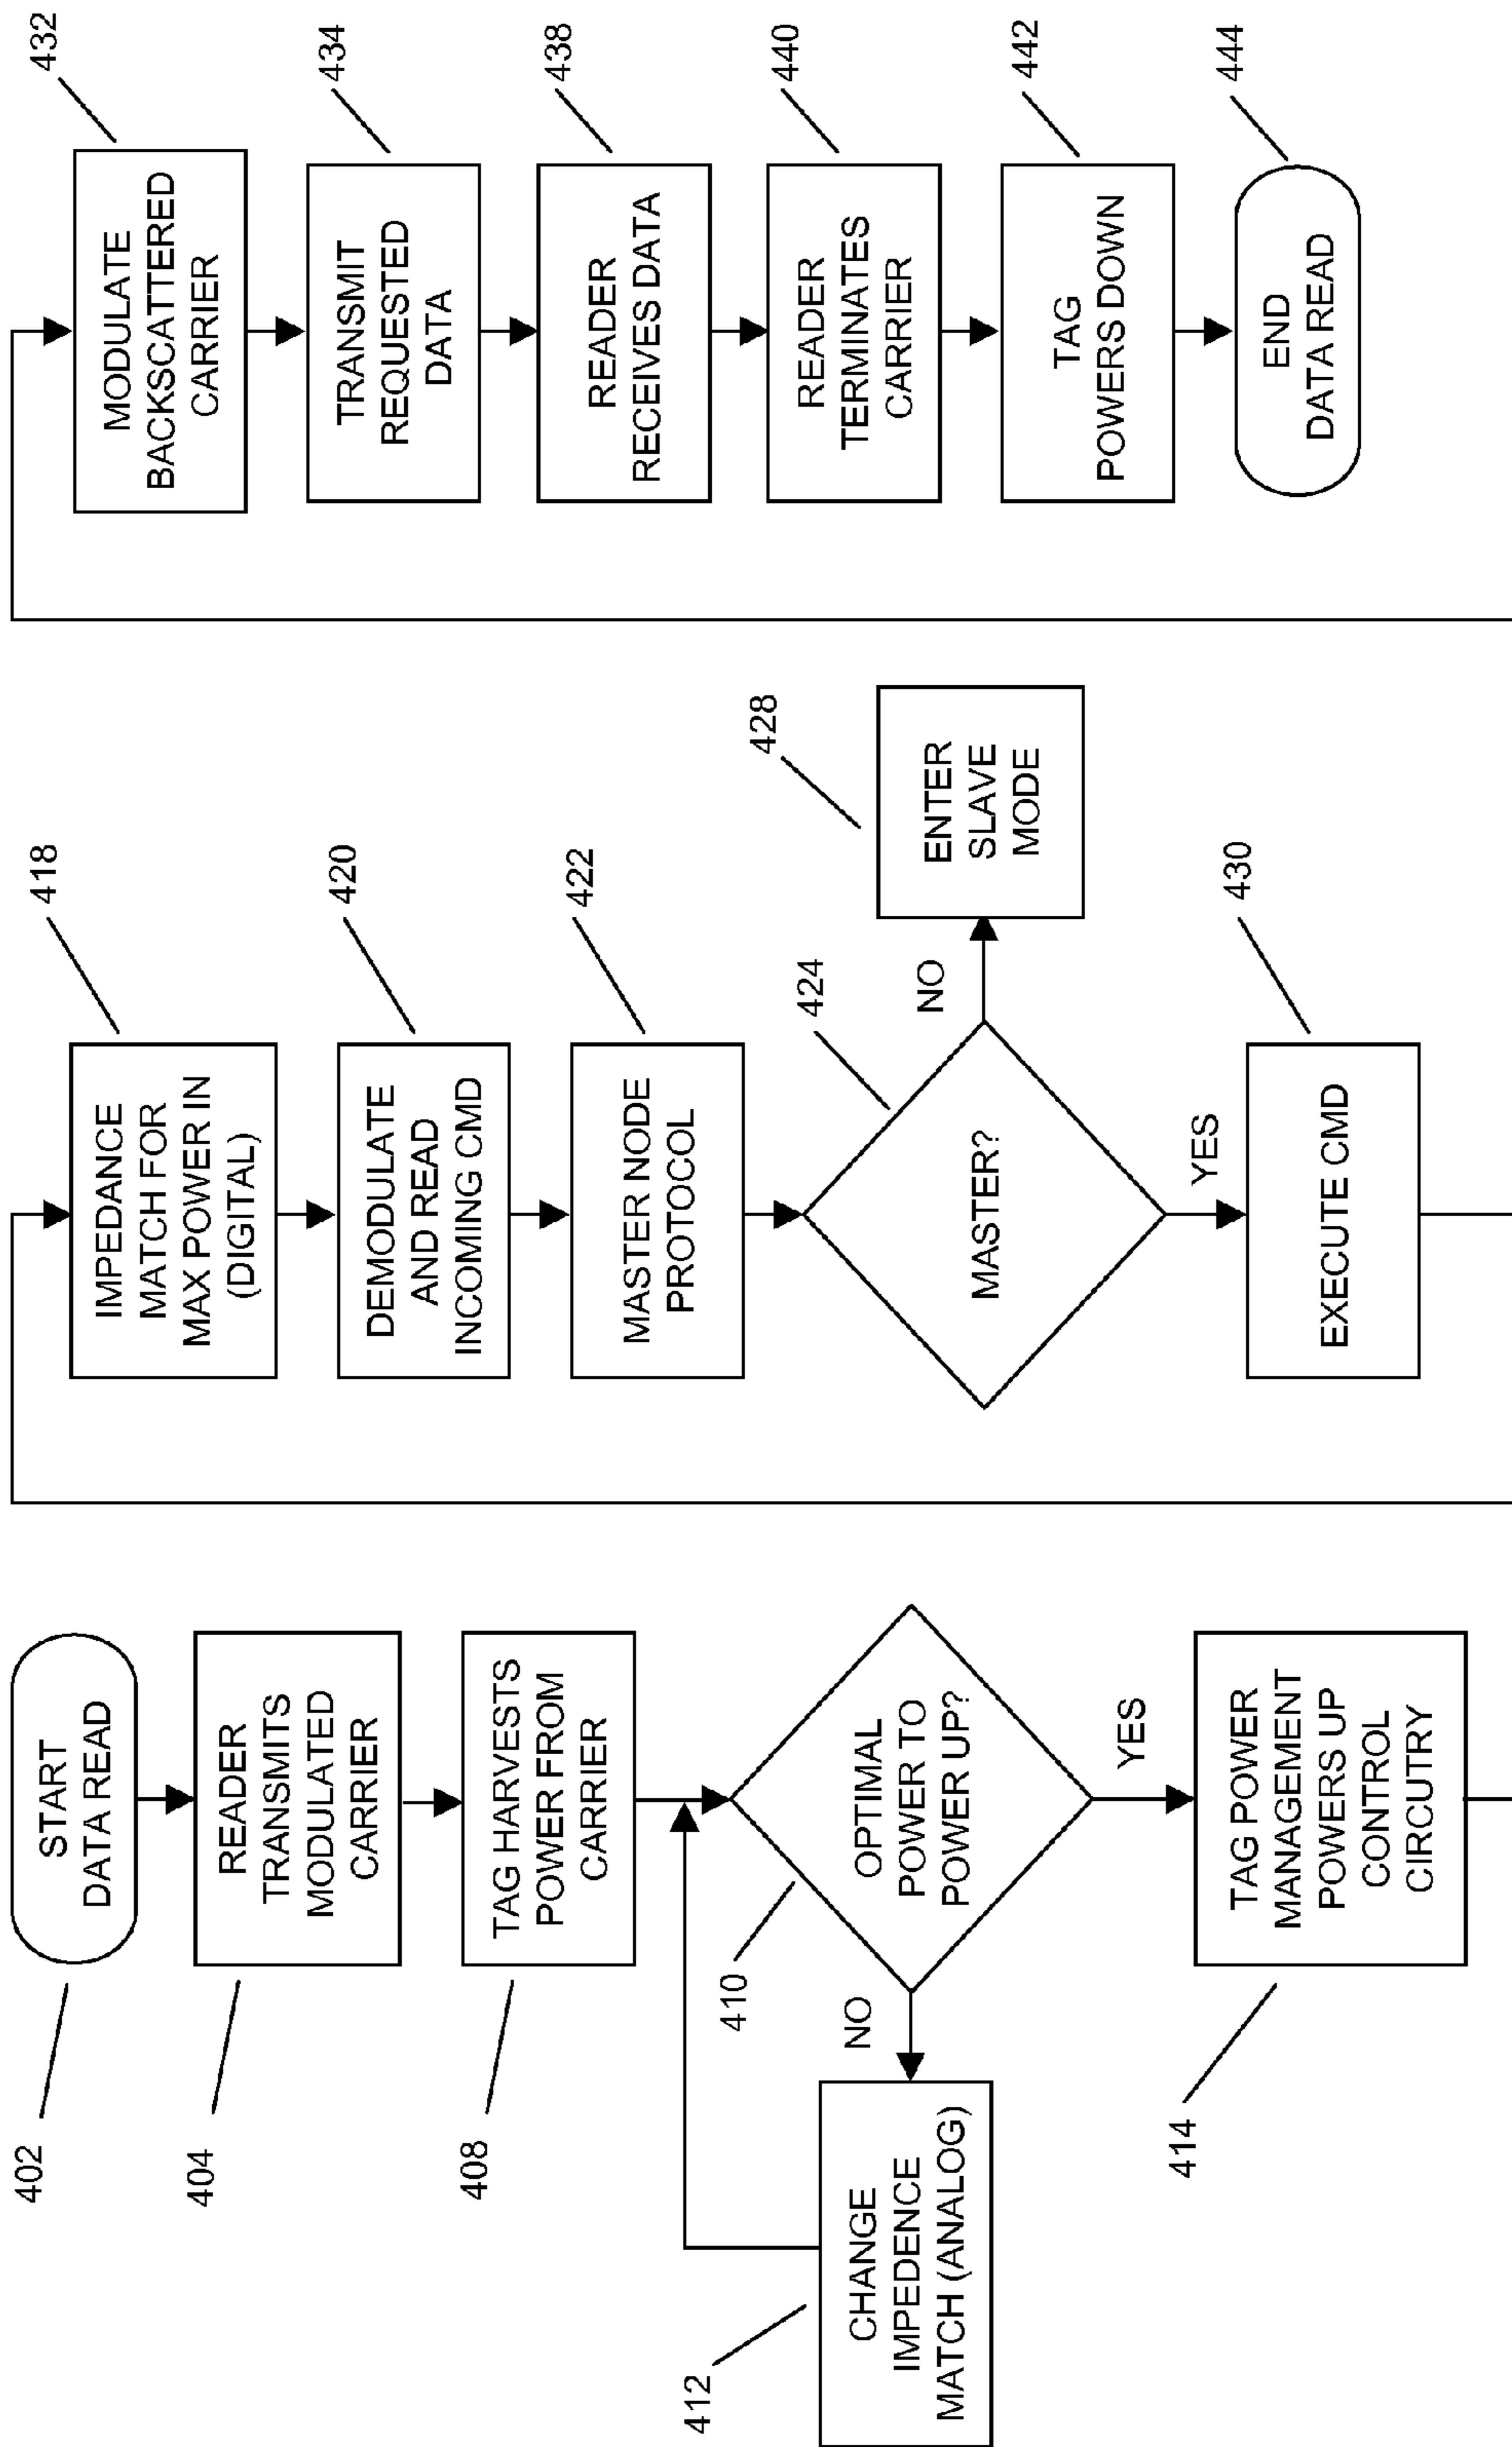 402
START
DATA READ
404
READER
TRANSMITS
MODULATED
CARRIER
408
TAG HARVESTS
POWER FROM
CARRIER
410
OPTIMAL
POWER TO
POWER UP?
NO
412
CHANGE
IMPEDENCE
MATCH (ANALOG)
YES
414
TAG POWER
MANAGEMENT
POWERS UP
CONTROL
CIRCUTRY
418
IMPEDANCE
MATCH FOR
MAX POWER IN
(DIGITAL)
420
DEMODULATE
AND READ
INCOMING CMD
422
MASTER NODE
PROTOCOL
424
MASTER?
NO
428
ENTER
SLAVE
MODE
YES
430
EXECUTE CMD
432
MODULATE
BACKSCATTERED
CARRIER
434
TRANSMIT
REQUESTED
DATA
438
READER
RECEIVES DATA
440
READER
TERMINATES
CARRIER
442
TAG
POWERS DOWN
444
END
DATA READ